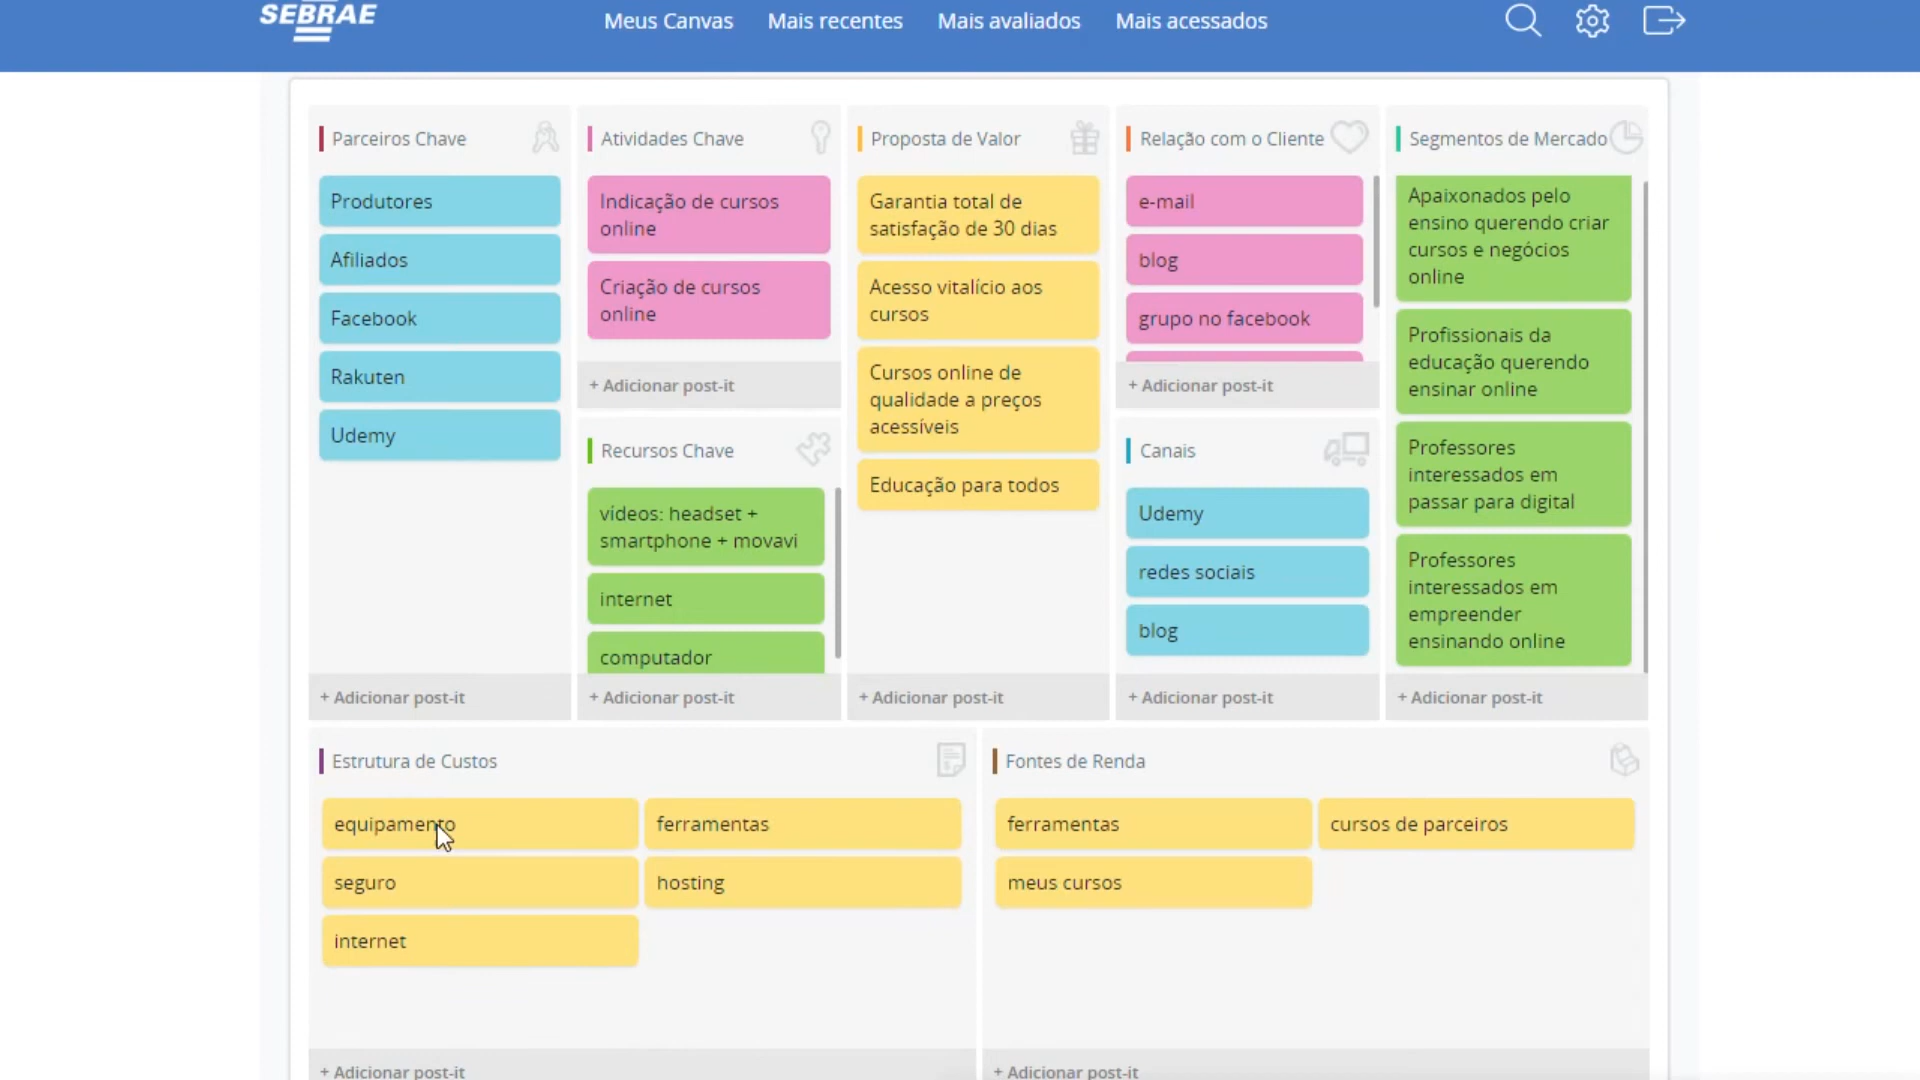 SEBRAE
Meus Canvas
Mais recentes
Mais avaliados
Mais acessados
Parceiros Chave
Produtores
Afiliados
Facebook
Rakuten
Udemy
+ Adicionar post-it
Atividades Chave
Indicação de cursos
online
Criação de cursos
online
+ Adicionar post-it
Recursos Chave
vídeos: headset +
smartphone + movavi
internet
computador
+ Adicionar post-it
Proposta de Valor
Garantia total de
satisfação de 30 dias
Acesso vitalício aos
cursos
Cursos online de
qualidade a preços
acessíveis
Educação para todos
+ Adicionar post-it
Relação com o Cliente
e-mail
blog
grupo no facebook
+ Adicionar post-it
Canais
Udemy
redes sociais
blog
+ Adicionar post-it
Segmentos de Mercado
Apaixonados pelo
ensino querendo criar
cursos e negócios
online
Profissionais da
educação querendo
ensinar online
Professores
interessados em
passar para digital
Professores
interessados em
empreender
ensinando online
+ Adicionar post-it
Estrutura de Custos
equipamento
ferramentas
seguro
hosting
internet
+ Adicionar post-it
Fontes de Renda
ferramentas
cursos de parceiros
meus cursos
+ Adicionar post-it